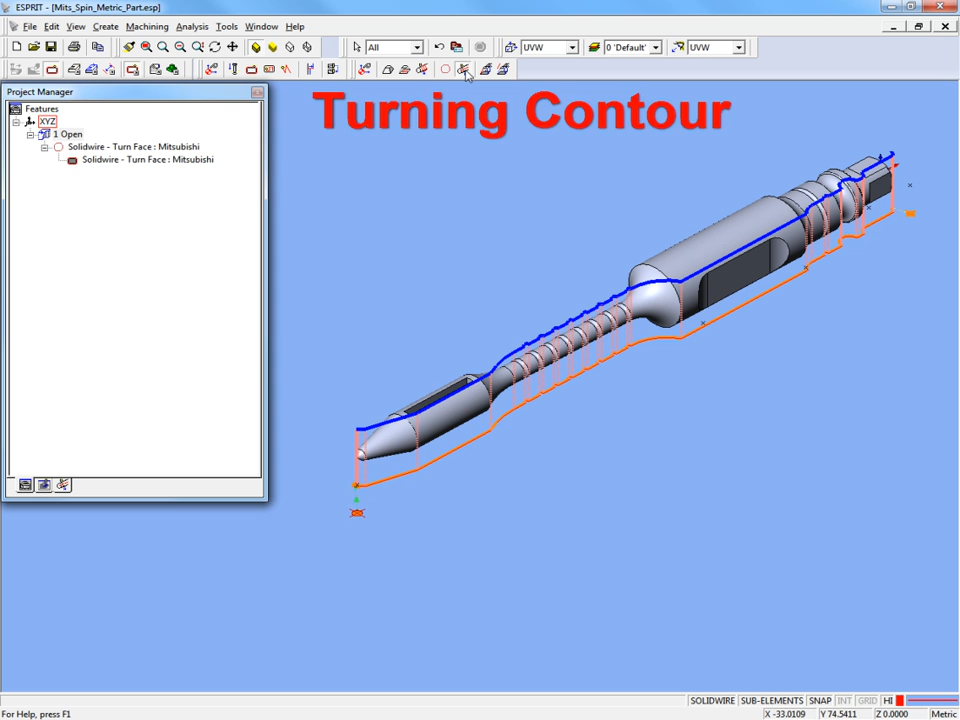 ESPRIT - [Mits_Spin_Metric_Part.esp]
File Edit View Create Machining Analysis Tools Window Help
All UVW 0 'Default' UVW
Project Manager
Turning Contour
Features
XYZ
1 Open
Solidwire - Turn Face : Mitsubishi
Solidwire - Turn Face : Mitsubishi
SOLIDWIRE SUB-ELEMENTS SNAP INT GRID HI
For Help, press F1 X -33.0109 Y 74.5411 Z 0.0000 Metric